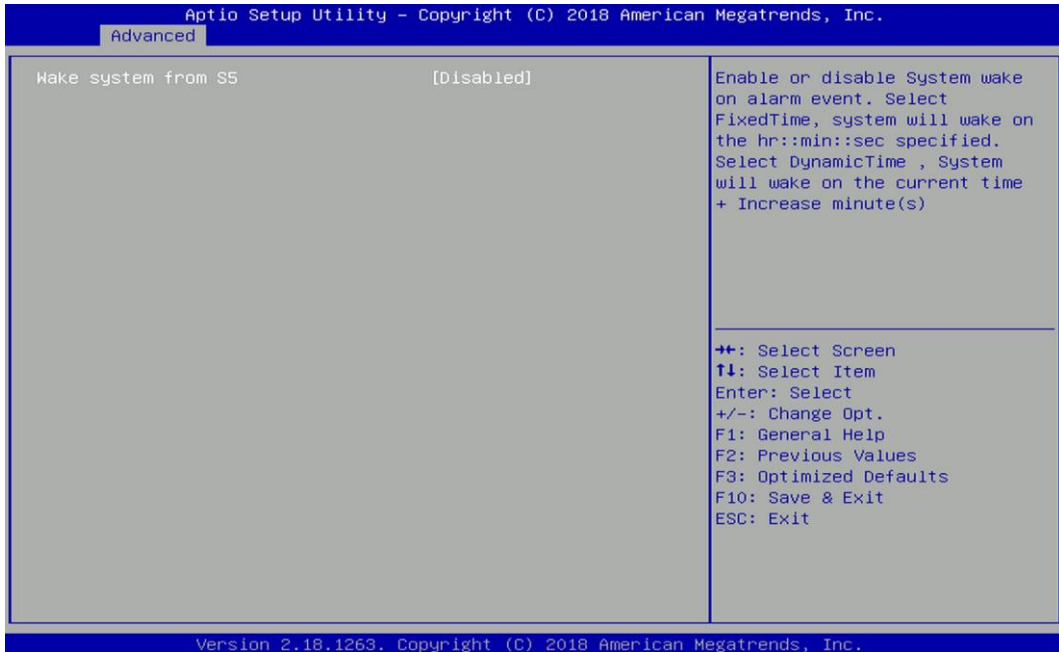 Aptio Setup Utility – Copyright (C) 2018 American Megatrends, Inc.
Advanced
Wake system from S5 [Disabled]
Enable or disable System wake
on alarm event. Select
FixedTime, system will wake on
the hr::min::sec specified.
Select DynamicTime , System
will wake on the current time
+ Increase minute(s)
→←: Select Screen
↑↓: Select Item
Enter: Select
+/-: Change Opt.
F1: General Help
F2: Previous Values
F3: Optimized Defaults
F10: Save & Exit
ESC: Exit
Version 2.18.1263. Copyright (C) 2018 American Megatrends, Inc.